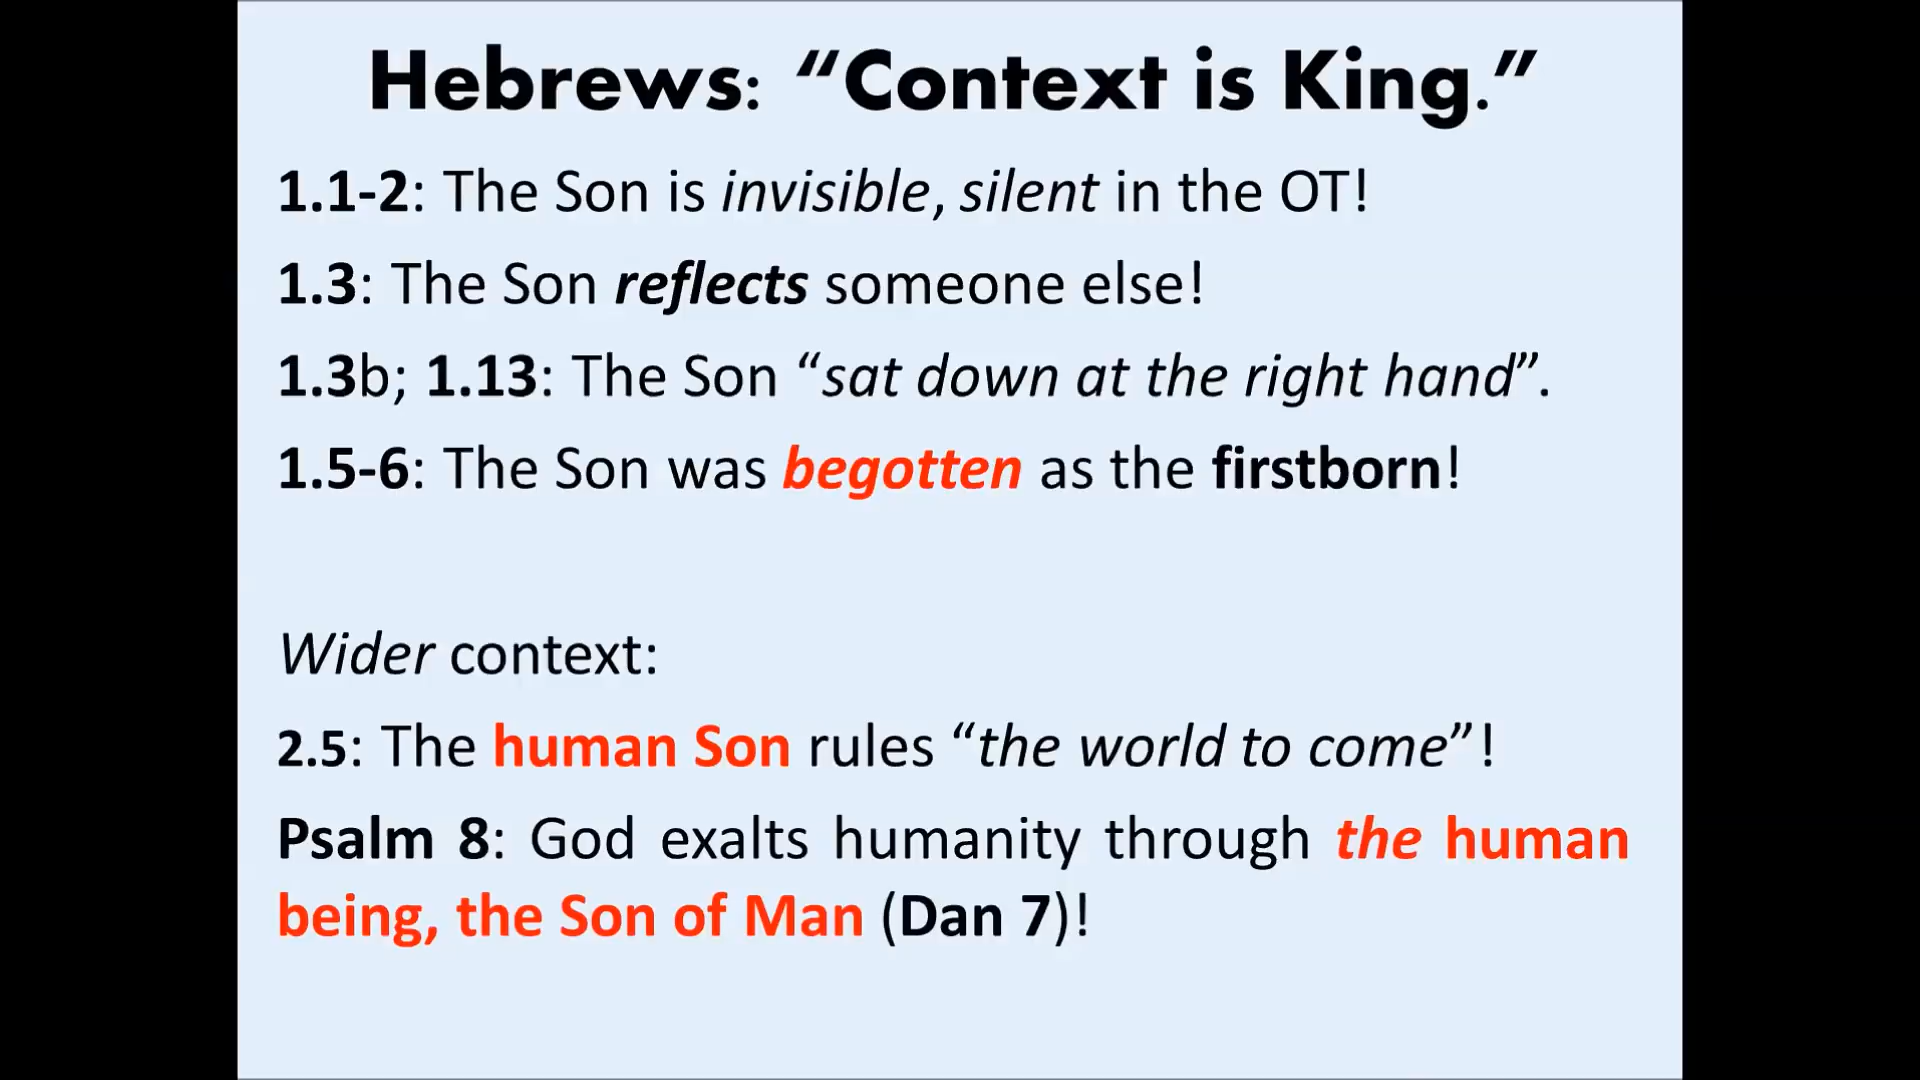 Hebrews: “Context is King.”
1.1-2: The Son is invisible, silent in the OT!
1.3: The Son reflects someone else!
1.3b; 1.13: The Son “sat down at the right hand”.
1.5-6: The Son was begotten as the firstborn!
Wider context:
2.5: The human Son rules “the world to come”!
Psalm 8: God exalts humanity through the human
being, the Son of Man (Dan 7)!